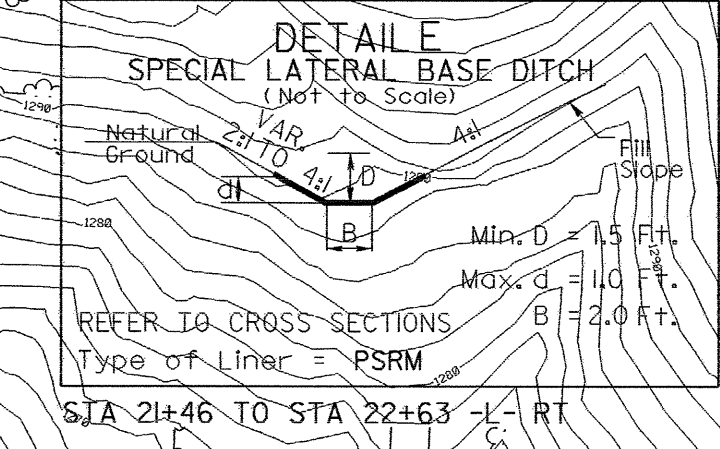 DETAIL E
SPECIAL LATERAL BASE DITCH
(Not to Scale)
1290
Natural
Ground
VAR.
2:1 TO 4:1
4:1
Fill
Slope
d
D
1280
B
1280
Min. D = 1.5 Ft.
1290
Max. d = 1.0 Ft.
B = 2.0 Ft.
REFER TO CROSS SECTIONS
Type of Liner = PSRM
1280
STA 21+46 TO STA 22+63 -L- RT
1270